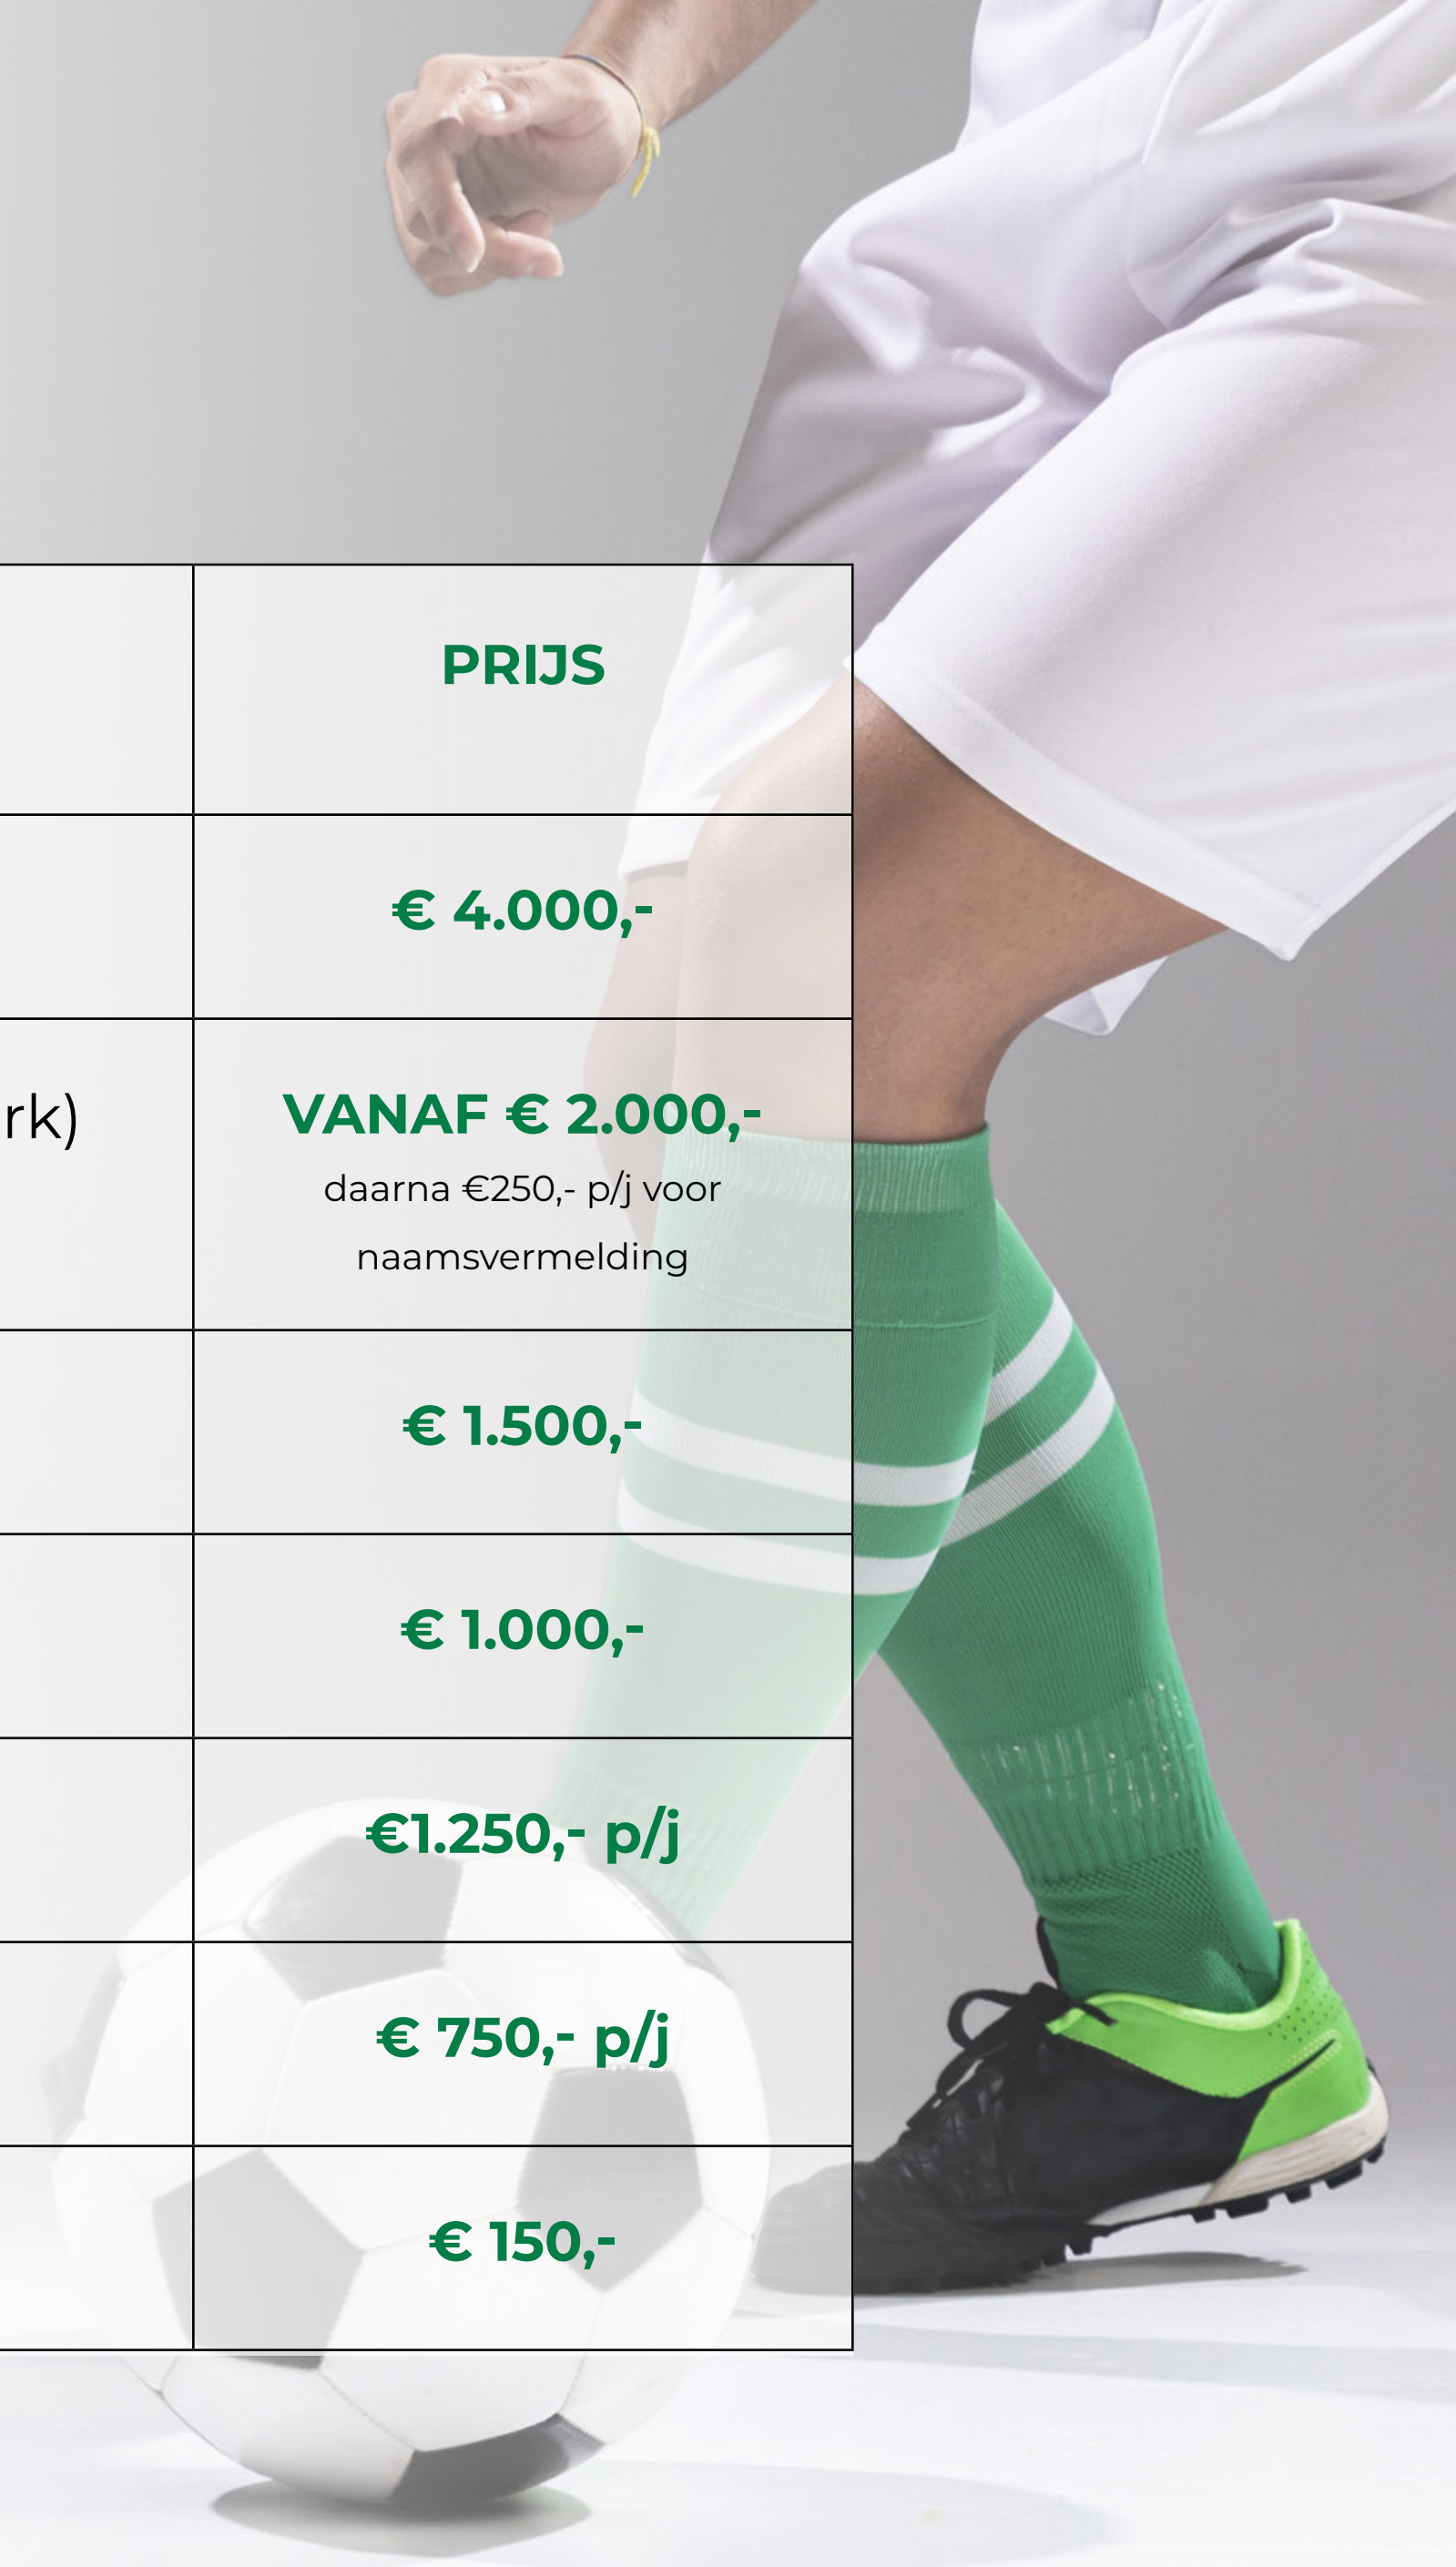 PRIJS
€ 4.000,-
rk)
VANAF € 2.000,-
daarna €250,- p/j voor
naamsvermelding
€ 1.500,-
€ 1.000,-
€1.250,- p/j
€ 750,- p/j
€ 150,-